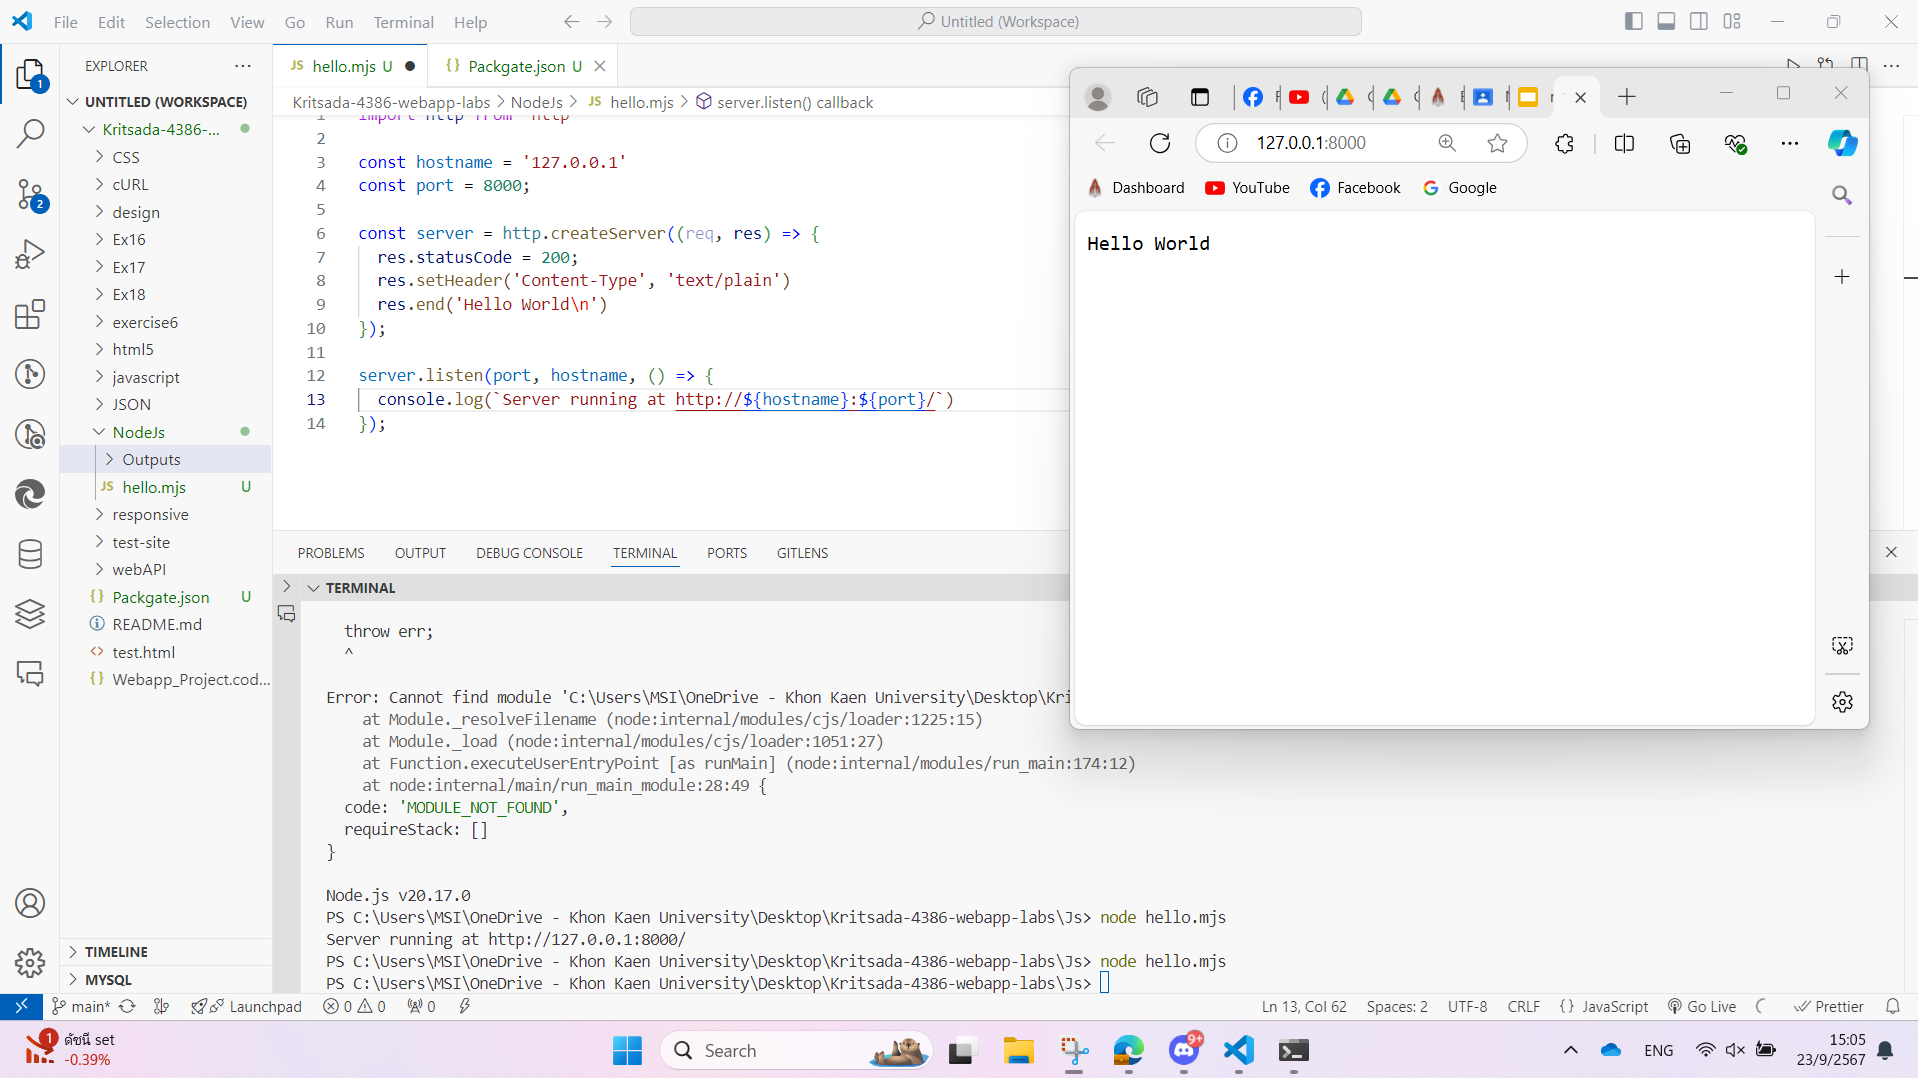 File Edit Selection View Go Run Terminal Help
Untitled (Workspace)
EXPLORER
UNTITLED (WORKSPACE)
Kritsada-4386-...
CSS
cURL
design
Ex16
Ex17
Ex18
exercise6
html5
javascript
JSON
NodeJs
Outputs
JS hello.mjs U
responsive
test-site
webAPI
{} Packgate.json U
README.md
<> test.html
{} Webapp_Project.cod...
TIMELINE
MYSQL
1
2
JS hello.mjs U
{} Packgate.json U
Kritsada-4386-webapp-labs > NodeJs > JS hello.mjs > server.listen() callback
1 import http from 'http'
2
3 const hostname = '127.0.0.1'
4 const port = 8000;
5
6 const server = http.createServer((req, res) => {
7 res.statusCode = 200;
8 res.setHeader('Content-Type', 'text/plain')
9 res.end('Hello World\n')
10 });
11
12 server.listen(port, hostname, () => {
13 console.log(`Server running at http://${hostname}:${port}/`)
14 });
PROBLEMS OUTPUT DEBUG CONSOLE TERMINAL PORTS GITLENS
TERMINAL
throw err;
^
Error: Cannot find module 'C:\Users\MSI\OneDrive - Khon Kaen University\Desktop\Kri
at Module._resolveFilename (node:internal/modules/cjs/loader:1225:15)
at Module._load (node:internal/modules/cjs/loader:1051:27)
at Function.executeUserEntryPoint [as runMain] (node:internal/modules/run_main:174:12)
at node:internal/main/run_main_module:28:49 {
code: 'MODULE_NOT_FOUND',
requireStack: []
}
Node.js v20.17.0
PS C:\Users\MSI\OneDrive - Khon Kaen University\Desktop\Kritsada-4386-webapp-labs\Js> node hello.mjs
Server running at http://127.0.0.1:8000/
PS C:\Users\MSI\OneDrive - Khon Kaen University\Desktop\Kritsada-4386-webapp-labs\Js> node hello.mjs
PS C:\Users\MSI\OneDrive - Khon Kaen University\Desktop\Kritsada-4386-webapp-labs\Js>
127.0.0.1:8000
Dashboard YouTube Facebook Google
Hello World
main* Launchpad 0 0 0
Ln 13, Col 62 Spaces: 2 UTF-8 CRLF {} JavaScript Go Live Prettier
1
ดัชนี set
-0.39%
Search
9+
ENG
15:05
23/9/2567